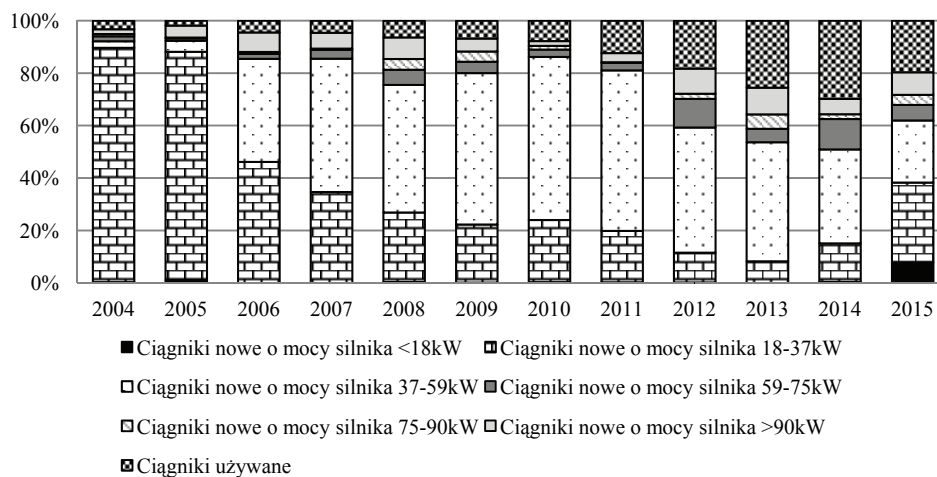 100%
80%
60%
40%
20%
0%
2004 2005 2006 2007 2008 2009 2010 2011 2012 2013 2014 2015
Ciągniki nowe o mocy silnika <18kW Ciągniki nowe o mocy silnika 18-37kW
Ciągniki nowe o mocy silnika 37-59kW Ciągniki nowe o mocy silnika 59-75kW
Ciągniki nowe o mocy silnika 75-90kW Ciągniki nowe o mocy silnika >90kW
Ciągniki używane